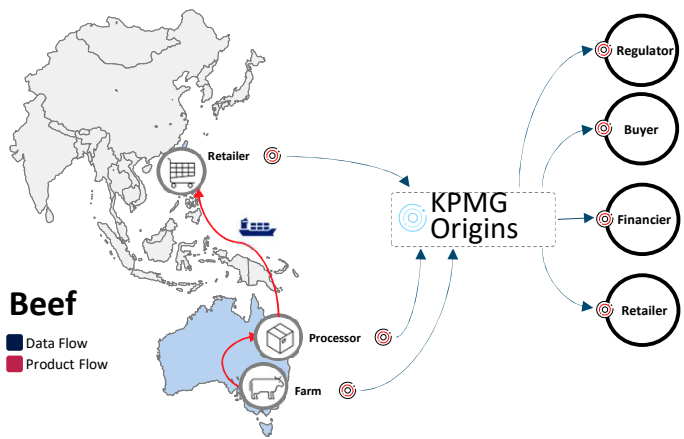 Retailer
Regulator
Buyer
KPMG
Origins
Financier
Beef
Data Flow
Product Flow
Processor
Farm
Retailer